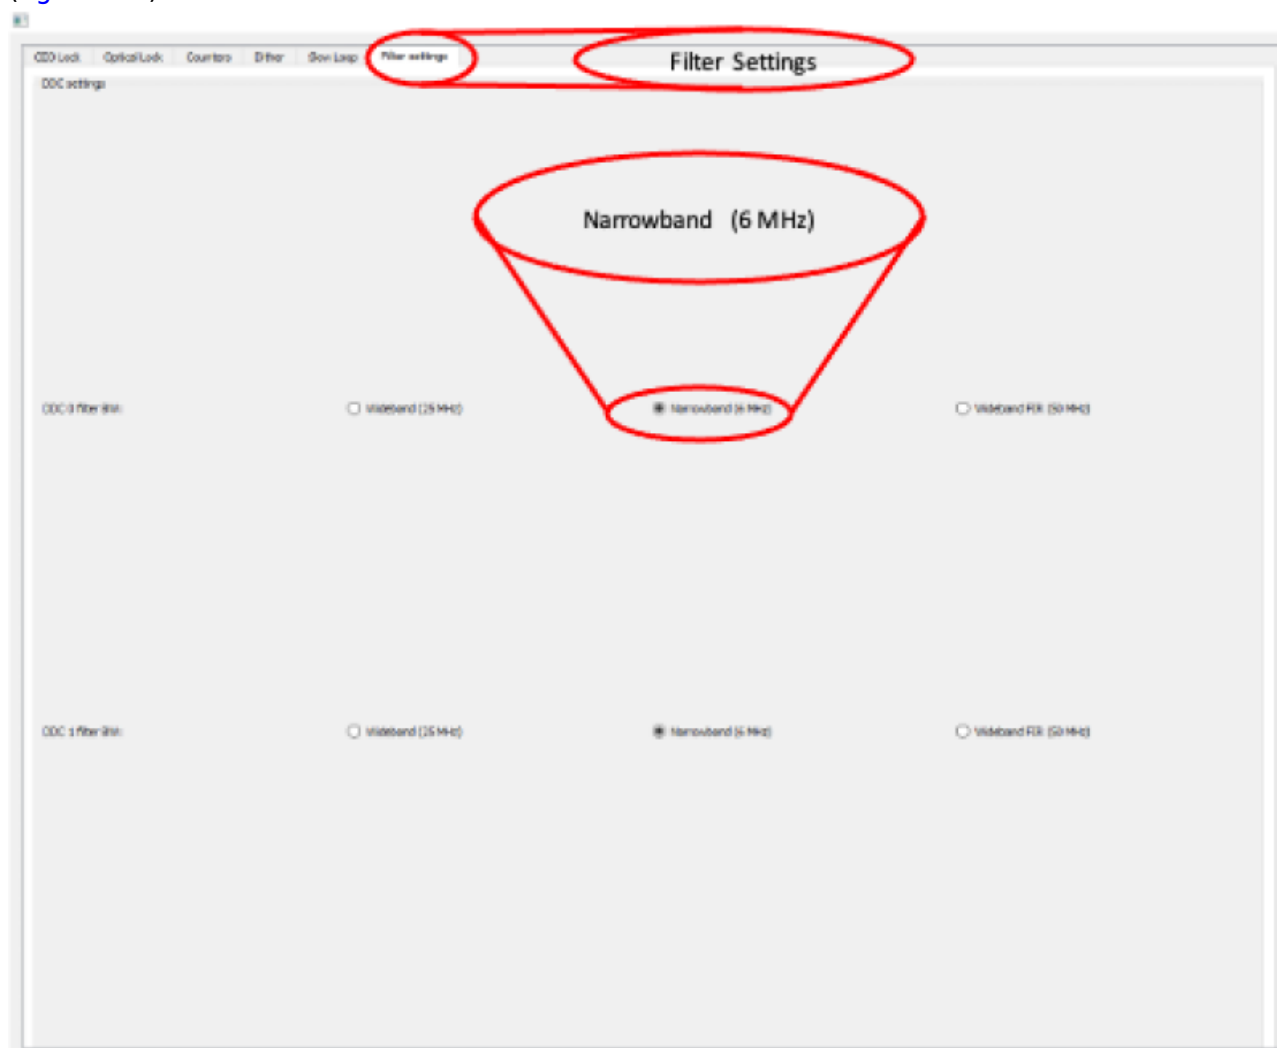 CEO Lock Optical Lock Counters Dither Slow Loop Filter settings Filter Settings
DDC settings
Narrowband (6 MHz)
DDC 0 filter BW: Wideband (25 MHz) Narrowband (6 MHz) Wideband FIR (50 MHz)
DDC 1 filter BW: Wideband (25 MHz) Narrowband (6 MHz) Wideband FIR (50 MHz)